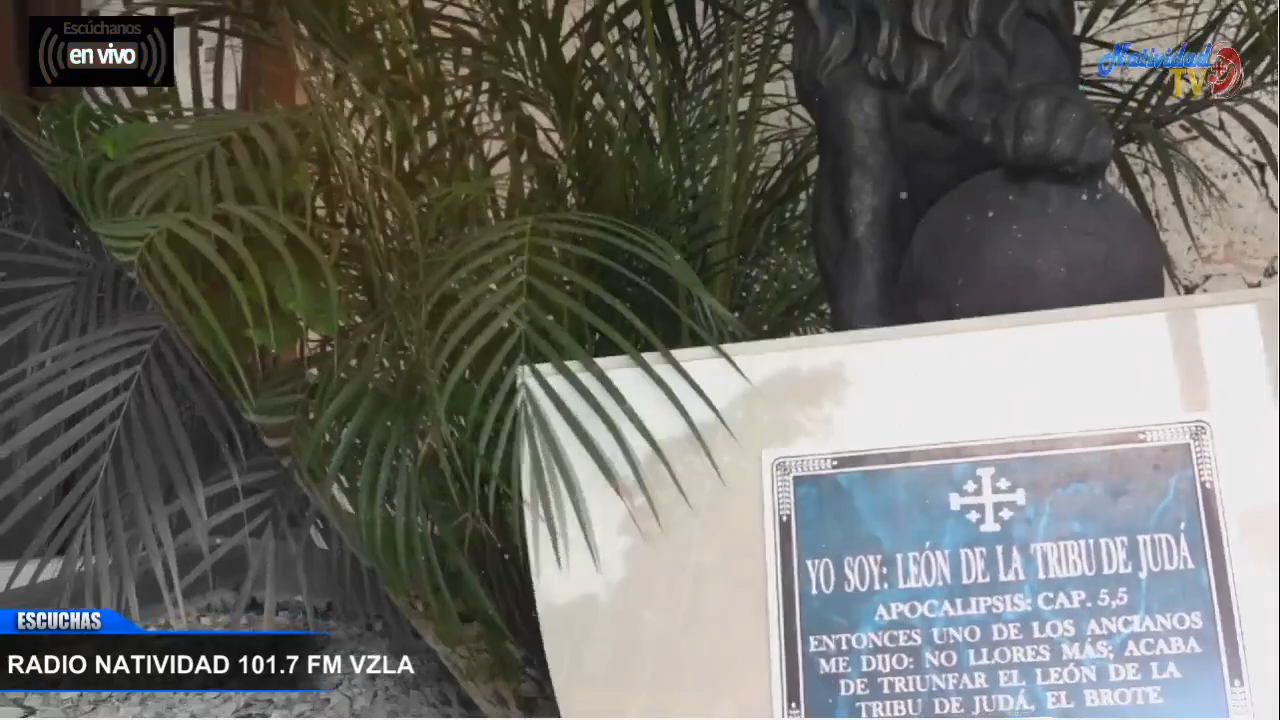 Escúchanos
en vivo
Natividad
TV
YO SOY: LEÓN DE LA TRIBU DE JUDÁ
APOCALIPSIS: CAP. 5,5
ENTONCES UNO DE LOS ANCIANOS
ME DIJO: NO LLORES MÁS; ACABA
DE TRIUNFAR EL LEÓN DE LA
TRIBU DE JUDÁ, EL BROTE
ESCUCHAS
RADIO NATIVIDAD 101.7 FM VZLA